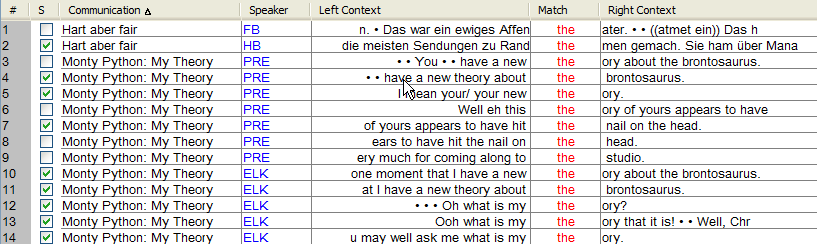 # S Communication Speaker Left Context Match Right Context
1 Hart aber fair FB n. • Das war ein ewiges Affen the ater. • • ((atmet ein)) Das h
2 Hart aber fair HB die meisten Sendungen zu Rand the men gemach. Sie ham über Mana
3 Monty Python: My Theory PRE • • You • • have a new the ory about the brontosaurus.
4 Monty Python: My Theory PRE • • have a new theory about the brontosaurus.
5 Monty Python: My Theory PRE I mean your/ your new the ory.
6 Monty Python: My Theory PRE Well eh this the ory of yours appears to have
7 Monty Python: My Theory PRE of yours appears to have hit the nail on the head.
8 Monty Python: My Theory PRE ears to have hit the nail on the head.
9 Monty Python: My Theory PRE ery much for coming along to the studio.
10 Monty Python: My Theory ELK one moment that I have a new the ory about the brontosaurus.
11 Monty Python: My Theory ELK at I have a new theory about the brontosaurus.
12 Monty Python: My Theory ELK • • • Oh what is my the ory?
13 Monty Python: My Theory ELK Ooh what is my the ory that it is! • • Well, Chr
14 Monty Python: My Theory ELK u may well ask me what is my the ory.